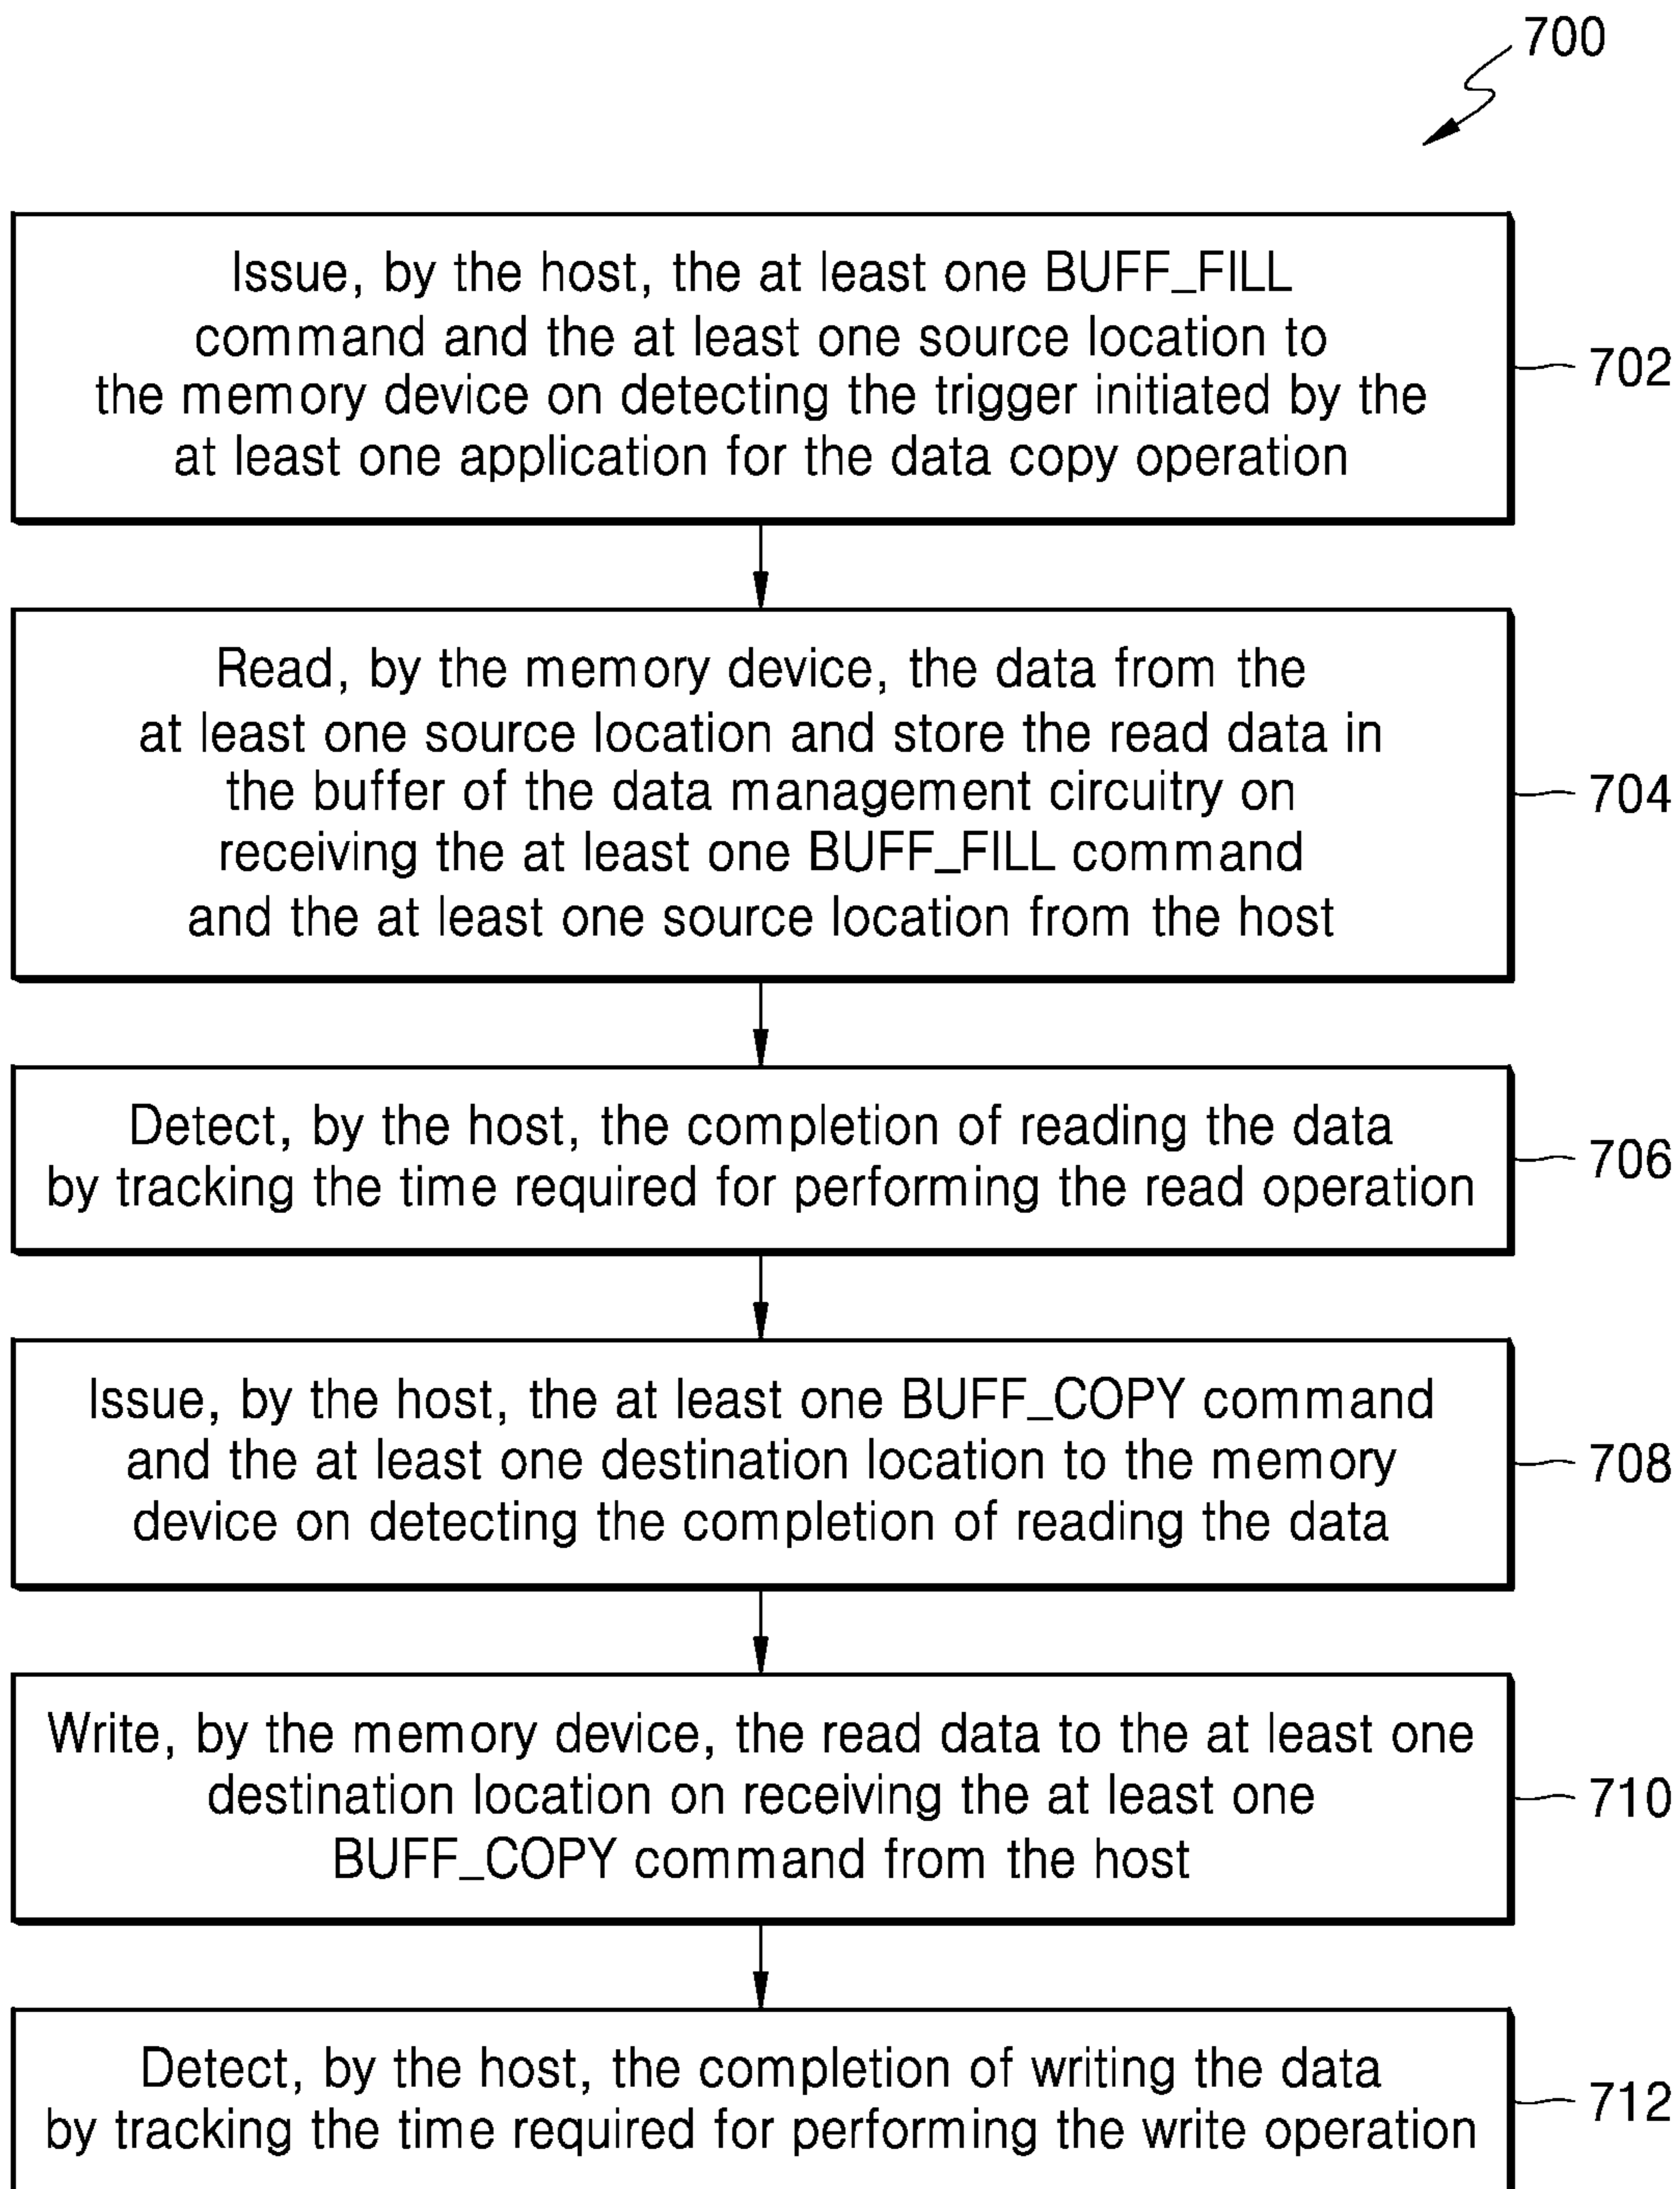 700
Issue, by the host, the at least one BUFF_FILL
command and the at least one source location to
the memory device on detecting the trigger initiated by the
at least one application for the data copy operation
702
Read, by the memory device, the data from the
at least one source location and store the read data in
the buffer of the data management circuitry on
receiving the at least one BUFF_FILL command
and the at least one source location from the host
704
Detect, by the host, the completion of reading the data
by tracking the time required for performing the read operation
706
Issue, by the host, the at least one BUFF_COPY command
and the at least one destination location to the memory
device on detecting the completion of reading the data
708
Write, by the memory device, the read data to the at least one
destination location on receiving the at least one
BUFF_COPY command from the host
710
Detect, by the host, the completion of writing the data
by tracking the time required for performing the write operation
712